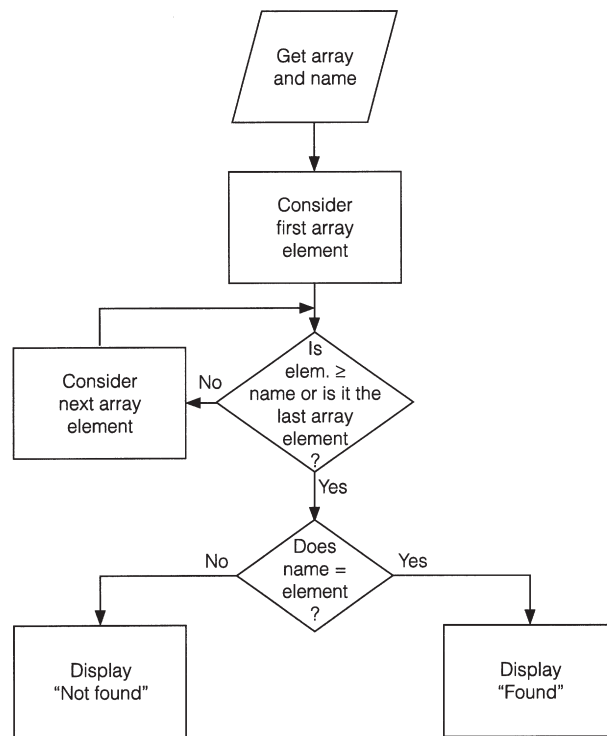 Get array
and name
Consider
first array
element
Is
elem. ≥
name or is it the
last array
element
?
No
Consider
next array
element
Yes
Does
name =
element
?
No
Yes
Display
“Not found”
Display
“Found”